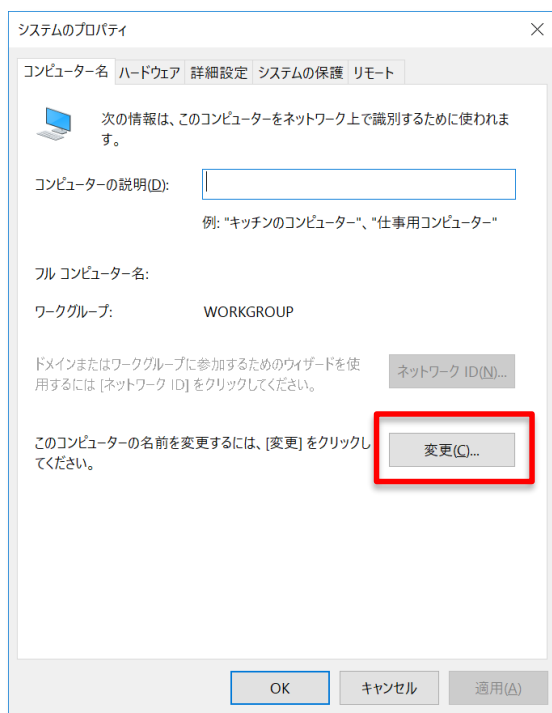 システムのプロパティ
コンピューター名 ハードウェア 詳細設定 システムの保護 リモート
次の情報は、このコンピューターをネットワーク上で識別するために使われま
す。
コンピューターの説明(D):
例: "キッチンのコンピューター"、"仕事用コンピューター"
フル コンピューター名:
ワークグループ: WORKGROUP
ドメインまたはワークグループに参加するためのウィザードを使
用するには [ネットワーク ID] をクリックしてください。
ネットワーク ID(N)...
このコンピューターの名前を変更するには、[変更] をクリックし
てください。
変更(C)...
OK キャンセル 適用(A)